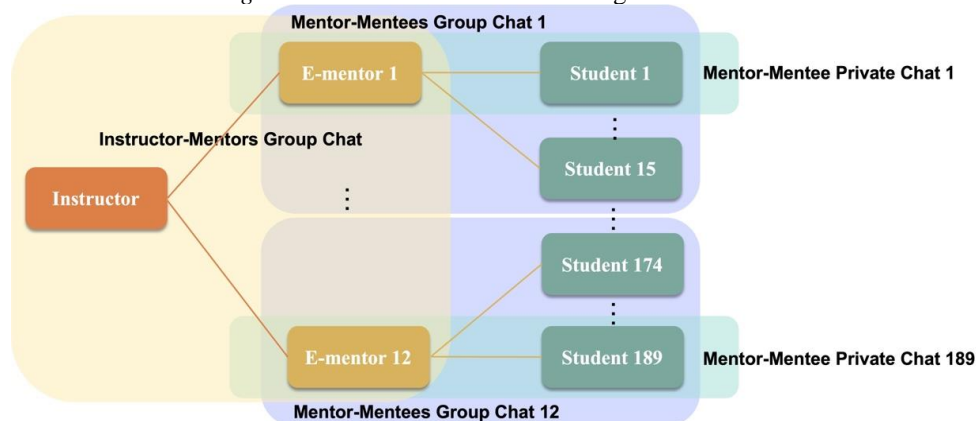 Mentor-Mentees Group Chat 1
E-mentor 1
Student 1
Mentor-Mentee Private Chat 1
Instructor-Mentors Group Chat
Student 15
Instructor
Student 174
E-mentor 12
Student 189
Mentor-Mentee Private Chat 189
Mentor-Mentees Group Chat 12